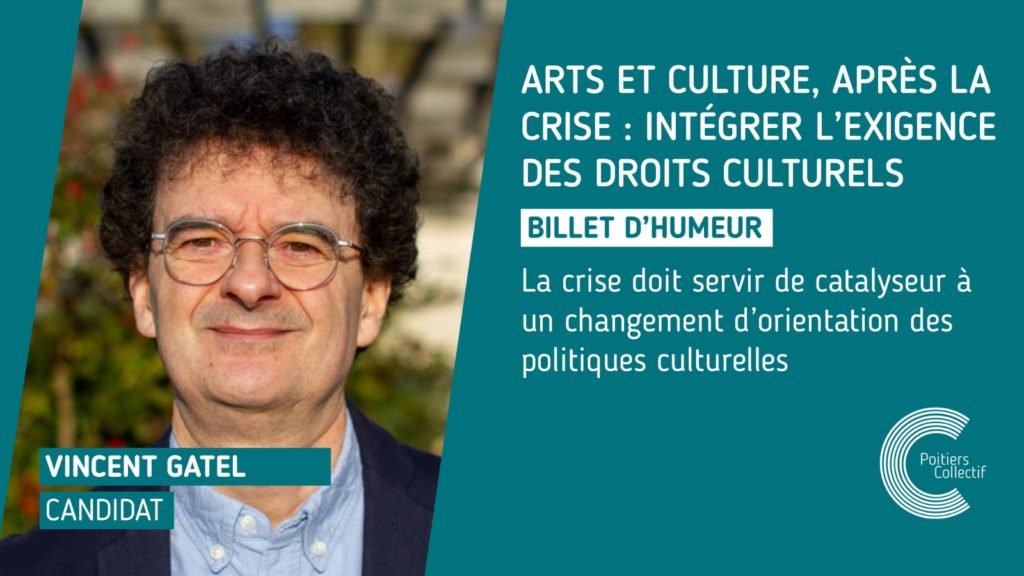 ARTS ET CULTURE, APRÈS LA
CRISE : INTÉGRER L'EXIGENCE
DES DROITS CULTURELS
BILLET D'HUMEUR
La crise doit servir de catalyseur à
un changement d'orientation des
politiques culturelles
VINCENT GATEL
CANDIDAT
Poitiers
Collectif